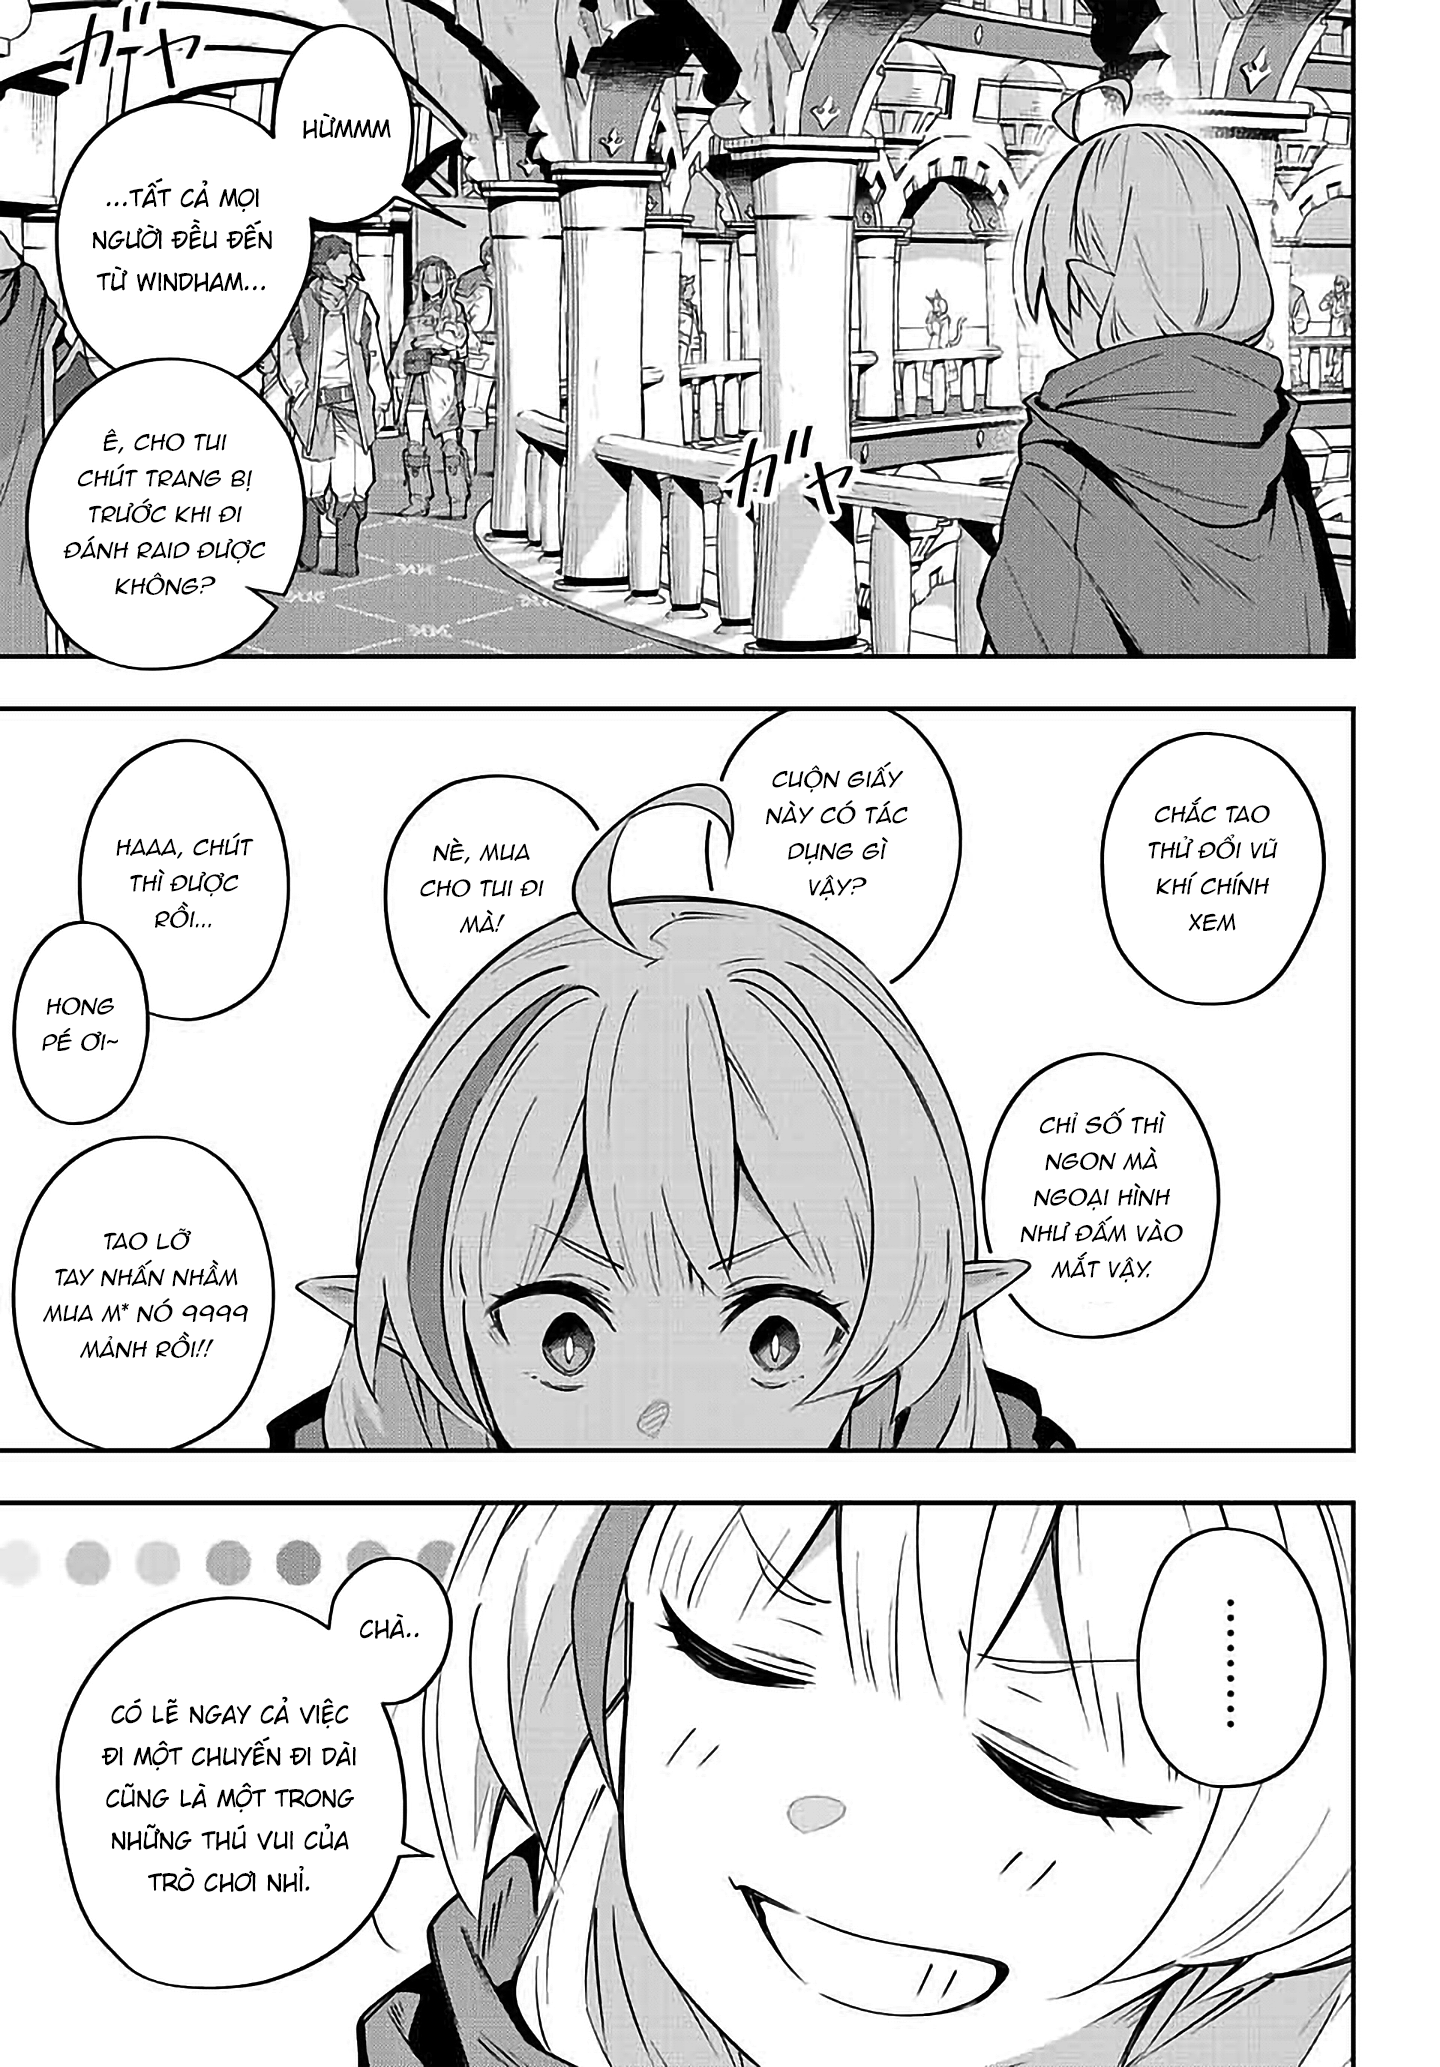 ガヤ
HỪMMM
...TẤT CẢ MỌI
NGƯỜI ĐỀU ĐẾN
TỪ WINDHAM...
Ê, CHO TUI
CHÚT TRANG BỊ
TRƯỚC KHI ĐI
ĐÁNH RAID ĐƯỢC
KHÔNG?
ガヤ
CHẮC TAO
THỬ ĐỔI VŨ
KHÍ CHÍNH
XEM
CUỘN GIẤY
NÀY CÓ TÁC
DỤNG GÌ
VẬY?
NÈ, MUA
CHO TUI ĐI
MÀ!
HAAA, CHÚT
THÌ ĐƯỢC
RỒI...
HONG
PÉ ƠI~
CHỈ SỐ THÌ
NGON MÀ
NGOẠI HÌNH
NHƯ ĐẤM VÀO
MẮT VẬY.
TAO LỠ
TAY NHẤN NHẦM
MUA M* NÓ 9999
MẢNH RỒI!!
.........
CHÀ..
CÓ LẼ NGAY CẢ VIỆC
ĐI MỘT CHUYẾN ĐI DÀI
CŨNG LÀ MỘT TRONG
NHỮNG THÚ VUI CỦA
TRÒ CHƠI NHỈ.